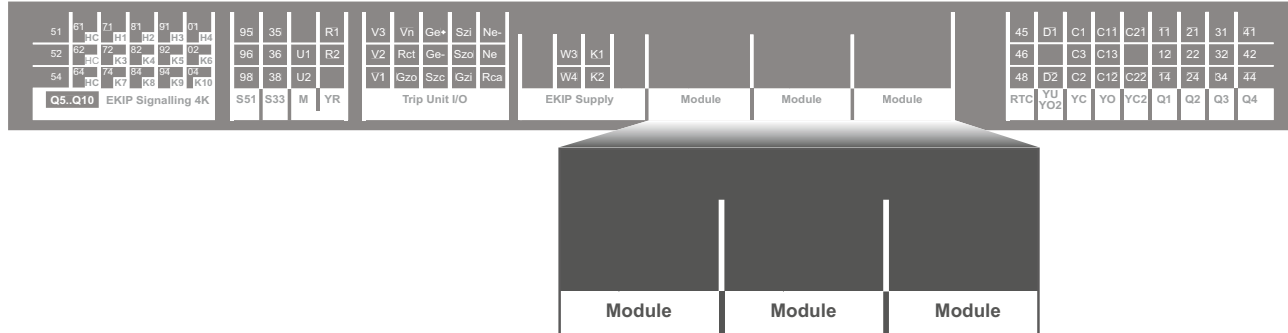 51 61 HC 71 H1 81 H2 91 H3 01 H4 95 35 R1 V3 Vn Ge+ Szi Ne- 45 D1 C1 C11 C21 11 21 31 41
52 62 HC 72 K3 82 K4 92 K5 02 K6 96 36 U1 R2 V2 Rct Ge- Szo Ne W3 K1 46 C3 C13 12 22 32 42
54 64 HC 74 K7 84 K8 94 K9 04 K10 98 38 U2 V1 Gzo Szc Gzi Rca W4 K2 48 D2 C2 C12 C22 14 24 34 44
Q5..Q10 EKIP Signalling 4K S51 S33 M YR Trip Unit I/O EKIP Supply Module Module Module RTC YU YO2 YC YO YC2 Q1 Q2 Q3 Q4
Module Module Module